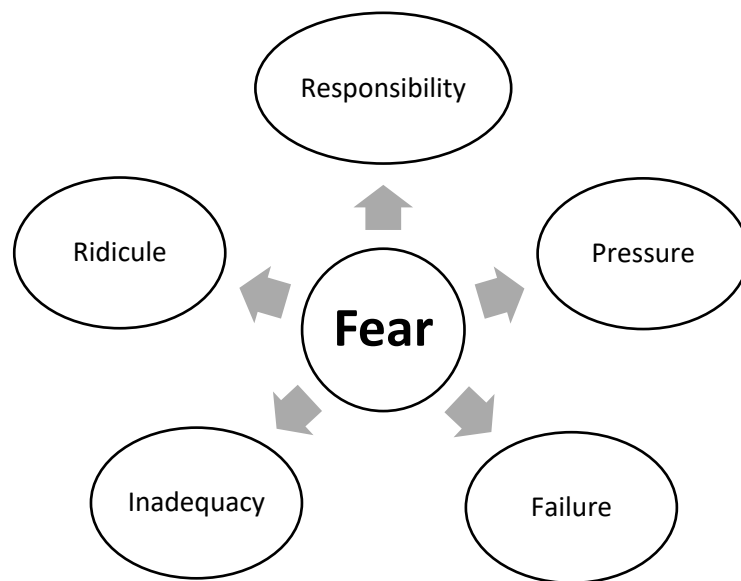 Responsibility
Ridicule
Pressure
Fear
Inadequacy
Failure